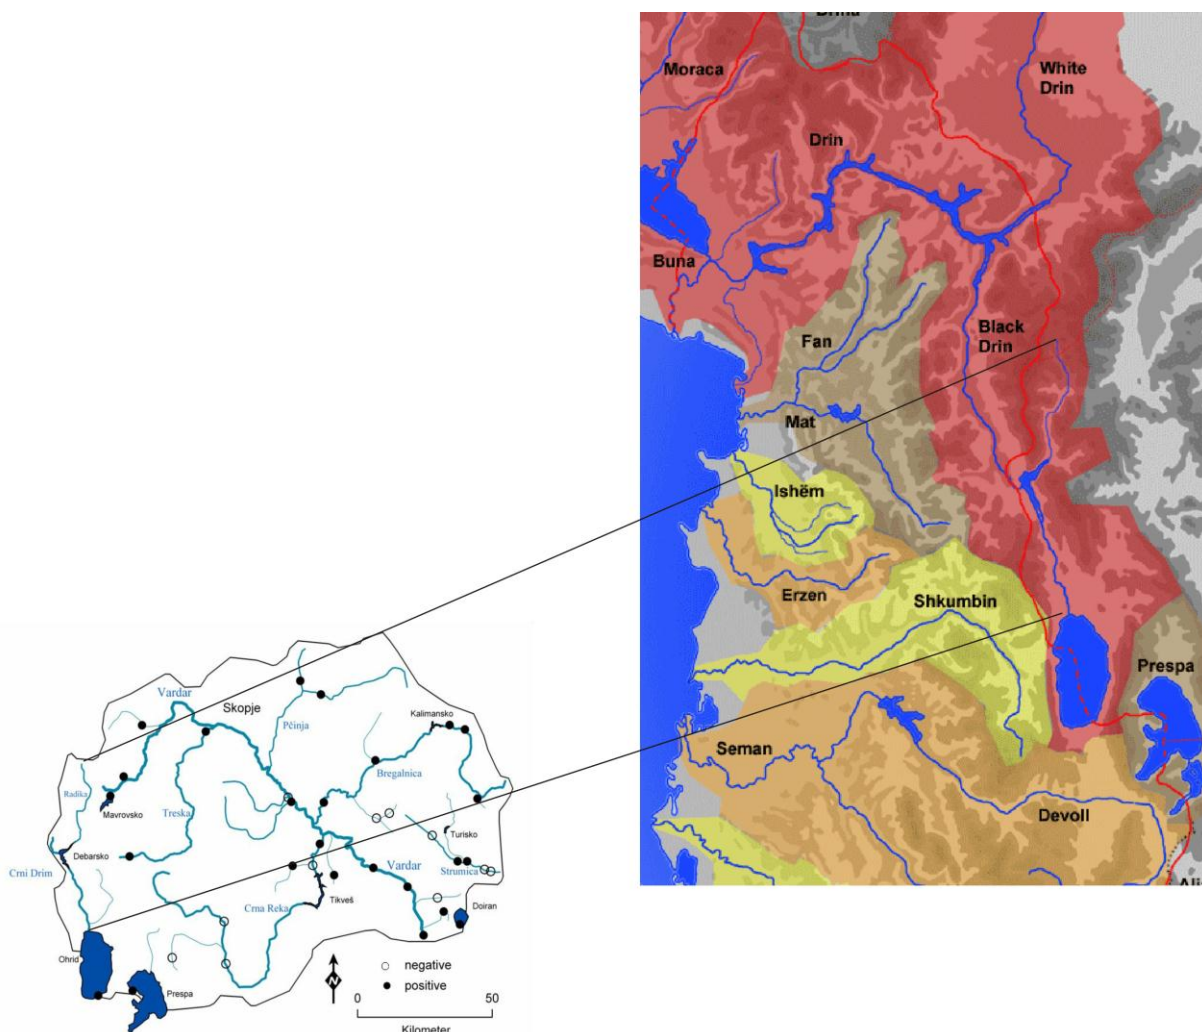 Drina
Moraca
White
Drin
Drin
Buna
Black
Drin
Fan
Mat
Ishëm
Erzen
Shkumbin
Prespa
Seman
Devoll
Vardar
Skopje
Pčinja
Kalimansko
Bregalnica
Radika
Mavrovsko
Treska
Turisko
Debarsko
Crni Drim
Vardar
Strumica
Crna Reka
Tikveš
Doiran
Ohrid
Prespa
N
negative
positive
0 50
Kilometer